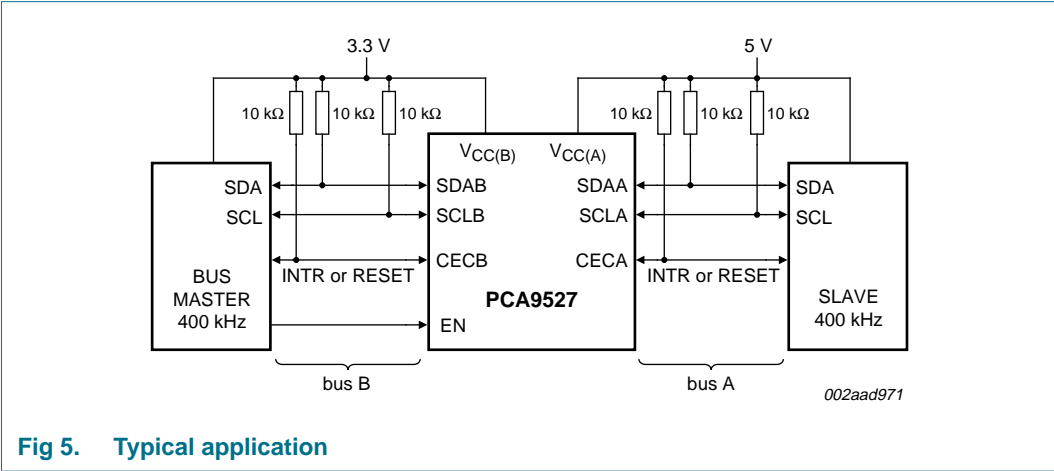 3.3 V
5 V
10 kΩ
10 kΩ
10 kΩ
10 kΩ
10 kΩ
10 kΩ
VCC(B)
VCC(A)
SDA
SDAB
SDAA
SDA
SCL
SCLB
SCLA
SCL
CECB
CECA
INTR or RESET
INTR or RESET
BUS
MASTER
400 kHz
PCA9527
SLAVE
400 kHz
EN
bus B
bus A
002aad971
Fig 5. Typical application